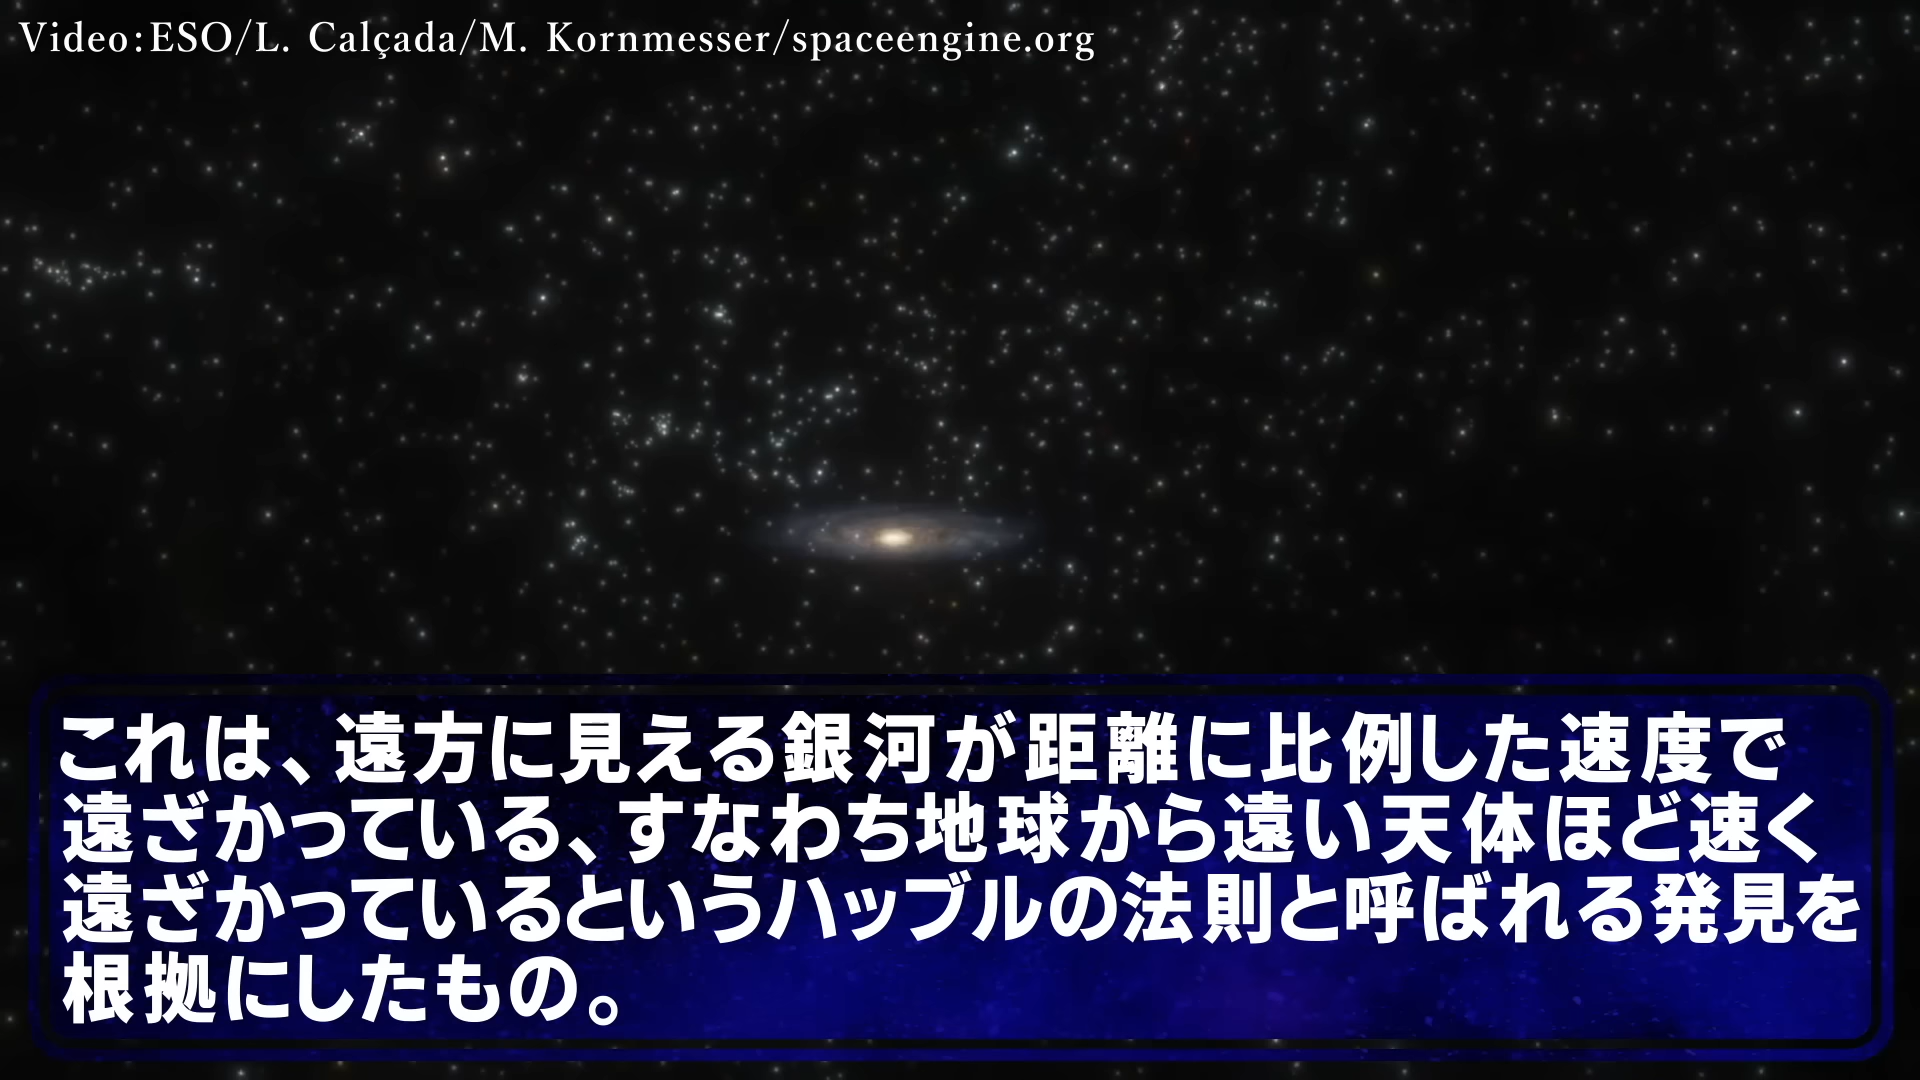 Video:ESO/L. Calçada/M. Kornmesser/spaceengine.org
これは、遠方に見える銀河が距離に比例した速度で
遠ざかっている、すなわち地球から遠い天体ほど速く
遠ざかっているというハッブルの法則と呼ばれる発見を
根拠にしたもの。